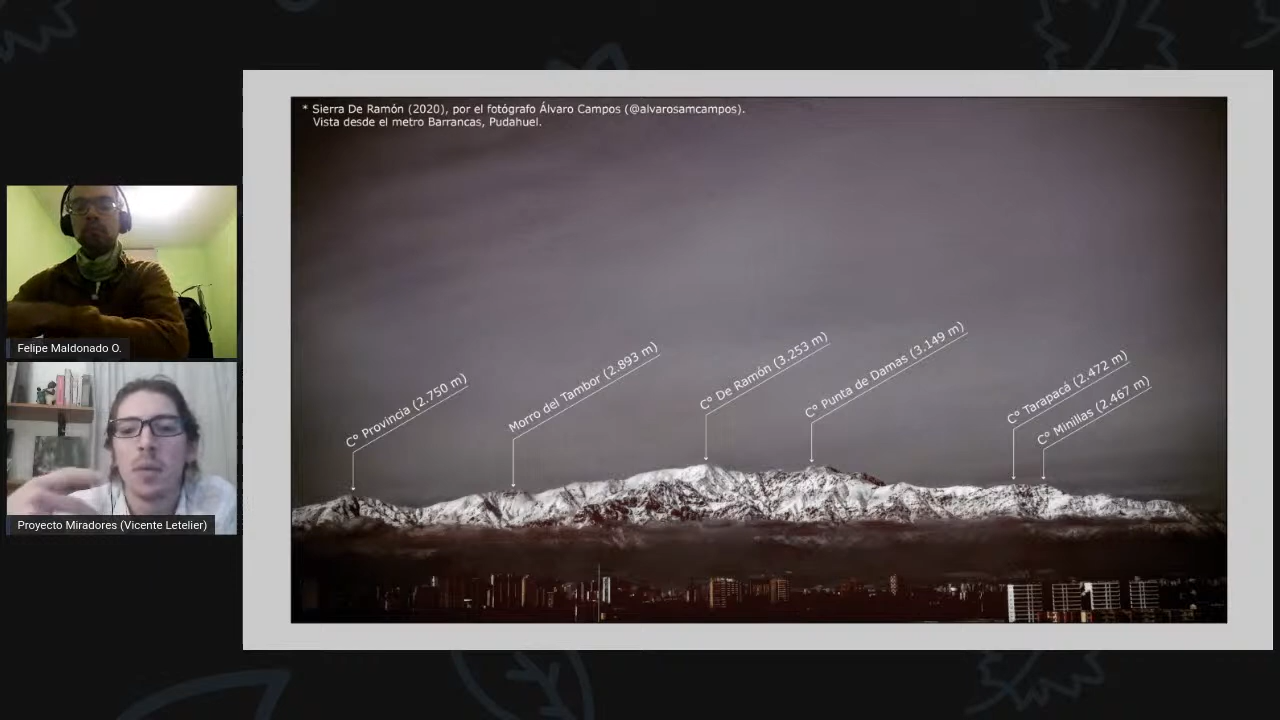 * Sierra De Ramón (2020), por el fotógrafo Álvaro Campos (@alvarosamcampos).
Vista desde el metro Barrancas, Pudahuel.
Cº Provincia (2.750 m)
Morro del Tambor (2.893 m)
Cº De Ramón (3.253 m)
Cº Punta de Damas (3.149 m)
Cº Tarapacá (2.472 m)
Cº Minillas (2.467 m)
Felipe Maldonado O.
Proyecto Miradores (Vicente Letelier)